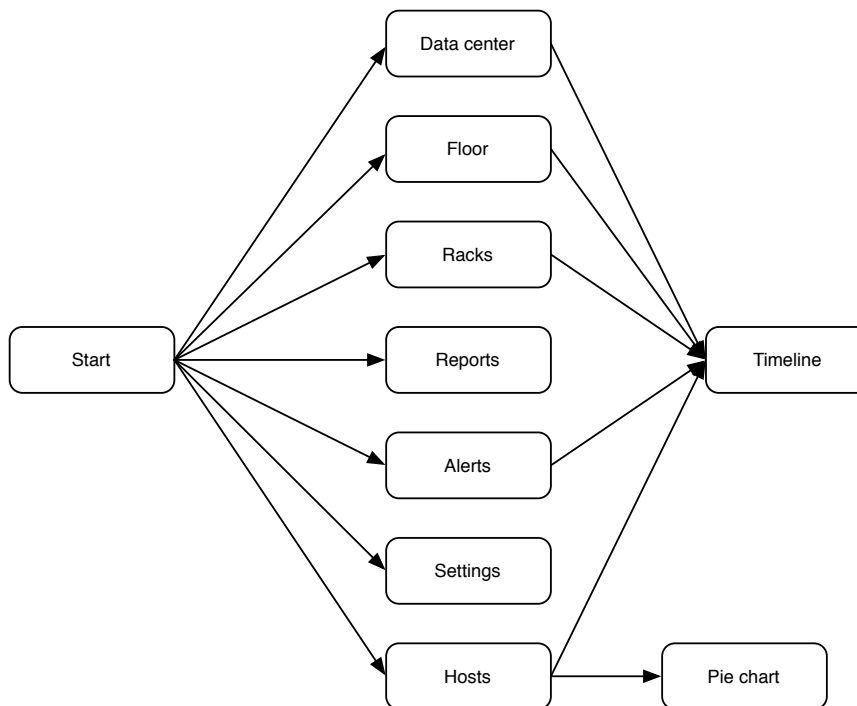 Data center
Floor
Racks
Start
Reports
Timeline
Alerts
Settings
Hosts
Pie chart